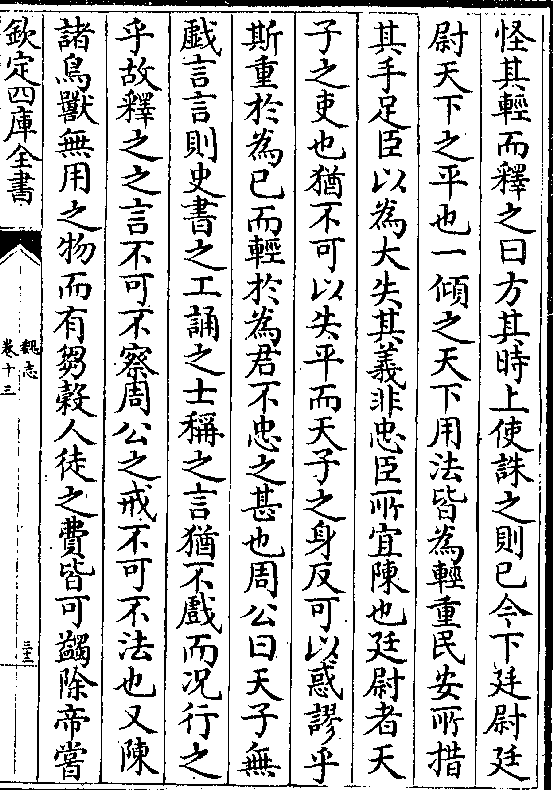 怪其輕而釋之曰方其時上使誅之則已今下廷尉廷
尉天下之平也一傾之天下用法皆為輕重民安所措
其手足臣以為大失其義非忠臣所宜陳也廷尉者天
子之吏也猶不可以失平而天子之身反可以惑謬乎
斯重於為已而輕於為君不忠之甚也周公曰天子無
戲言言則史書之工誦之士稱之言猶不戲而况行之
乎故釋之之言不可不察周公之戒不可不法也又陳
諸鳥獸無用之物而有芻穀人徒之費皆可蠲除帝嘗
欽定四庫全書
魏志
卷十三
三十三